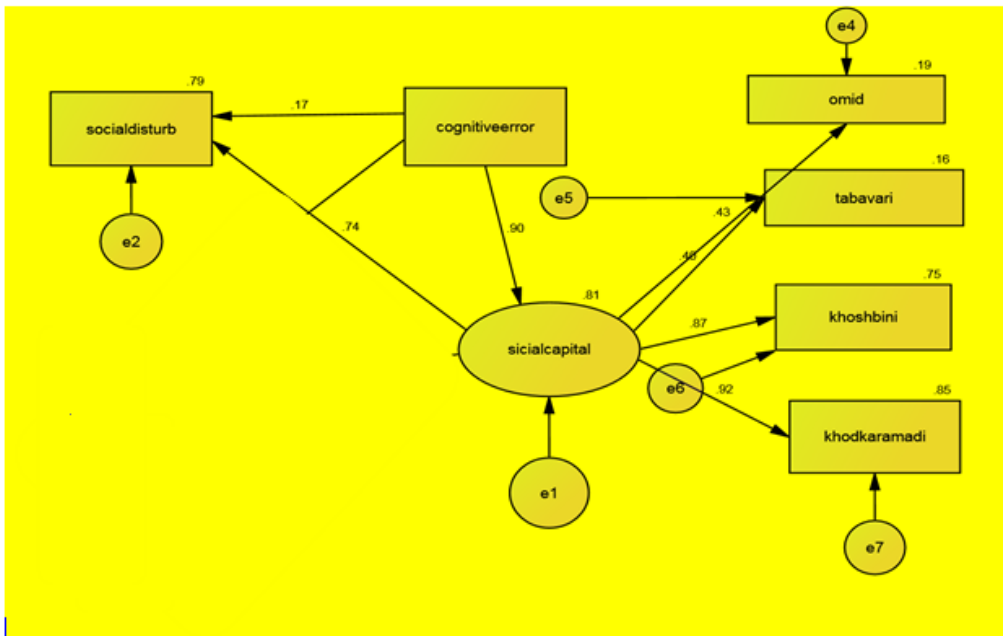 e4
.79
.19
omid
socialdisturb
.17
cognitiveerror
.16
tabavari
e5
.43
e2
.74
.90
.40
.75
.81
khoshbini
.87
sicialcapital
e6
.92
.85
khodkaramadi
e1
e7